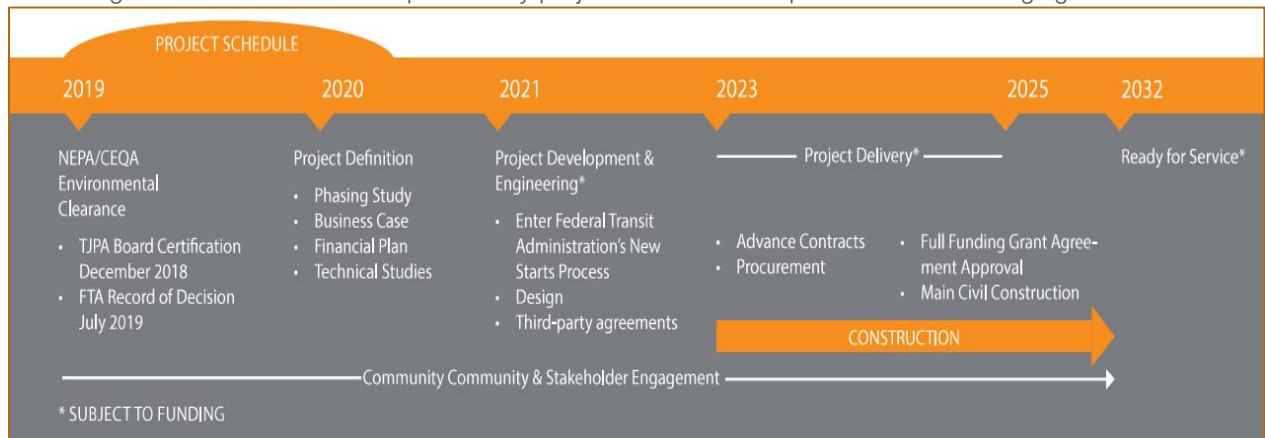 PROJECT SCHEDULE
2019
2020
2021
2023
2025
2032
NEPA/CEQA
Environmental
Clearance
• TJPA Board Certification
December 2018
• FTA Record of Decision
July 2019
Project Definition
• Phasing Study
• Business Case
• Financial Plan
• Technical Studies
Project Development &
Engineering*
• Enter Federal Transit
Administration's New
Starts Process
• Design
• Third-party agreements
Project Delivery*
• Advance Contracts
• Procurement
• Full Funding Grant Agree-
ment Approval
• Main Civil Construction
Ready for Service*
CONSTRUCTION
Community Community & Stakeholder Engagement
* SUBJECT TO FUNDING